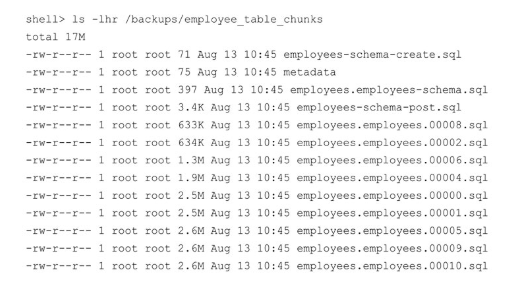 shell> ls -lhr /backups/employee_table_chunks
total 17M
-rw-r--r-- 1 root root 71 Aug 13 10:45 employees-schema-create.sql
-rw-r--r-- 1 root root 75 Aug 13 10:45 metadata
-rw-r--r-- 1 root root 397 Aug 13 10:45 employees.employees-schema.sql
-rw-r--r-- 1 root root 3.4K Aug 13 10:45 employees-schema-post.sql
-rw-r--r-- 1 root root 633K Aug 13 10:45 employees.employees.00008.sql
-rw-r--r-- 1 root root 634K Aug 13 10:45 employees.employees.00002.sql
-rw-r--r-- 1 root root 1.3M Aug 13 10:45 employees.employees.00006.sql
-rw-r--r-- 1 root root 1.9M Aug 13 10:45 employees.employees.00004.sql
-rw-r--r-- 1 root root 2.5M Aug 13 10:45 employees.employees.00000.sql
-rw-r--r-- 1 root root 2.5M Aug 13 10:45 employees.employees.00001.sql
-rw-r--r-- 1 root root 2.6M Aug 13 10:45 employees.employees.00005.sql
-rw-r--r-- 1 root root 2.6M Aug 13 10:45 employees.employees.00009.sql
-rw-r--r-- 1 root root 2.6M Aug 13 10:45 employees.employees.00010.sql